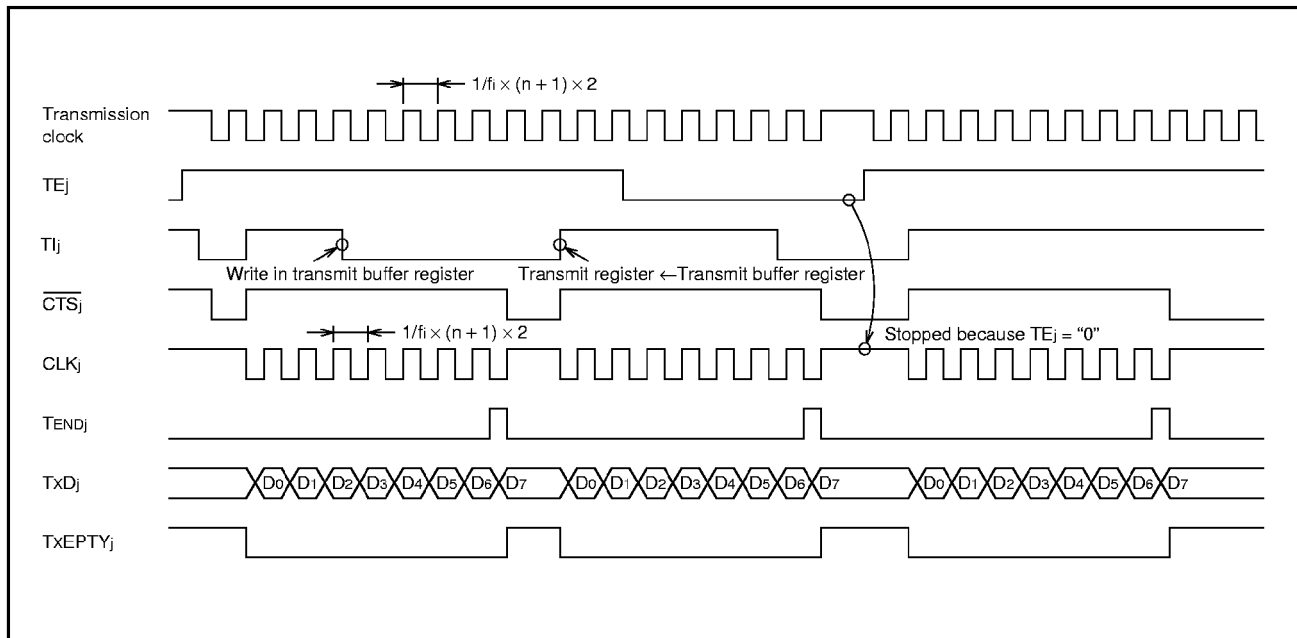 1/fi × (n + 1) × 2
Transmission
clock
TEj
TIj
Write in transmit buffer register
Transmit register ←Transmit buffer register
CTSj
1/fi × (n + 1) × 2
Stopped because TEj = “0”
CLKj
TENDj
TxDj
D0 D1 D2 D3 D4 D5 D6 D7 D0 D1 D2 D3 D4 D5 D6 D7 D0 D1 D2 D3 D4 D5 D6 D7
TxEPTYj